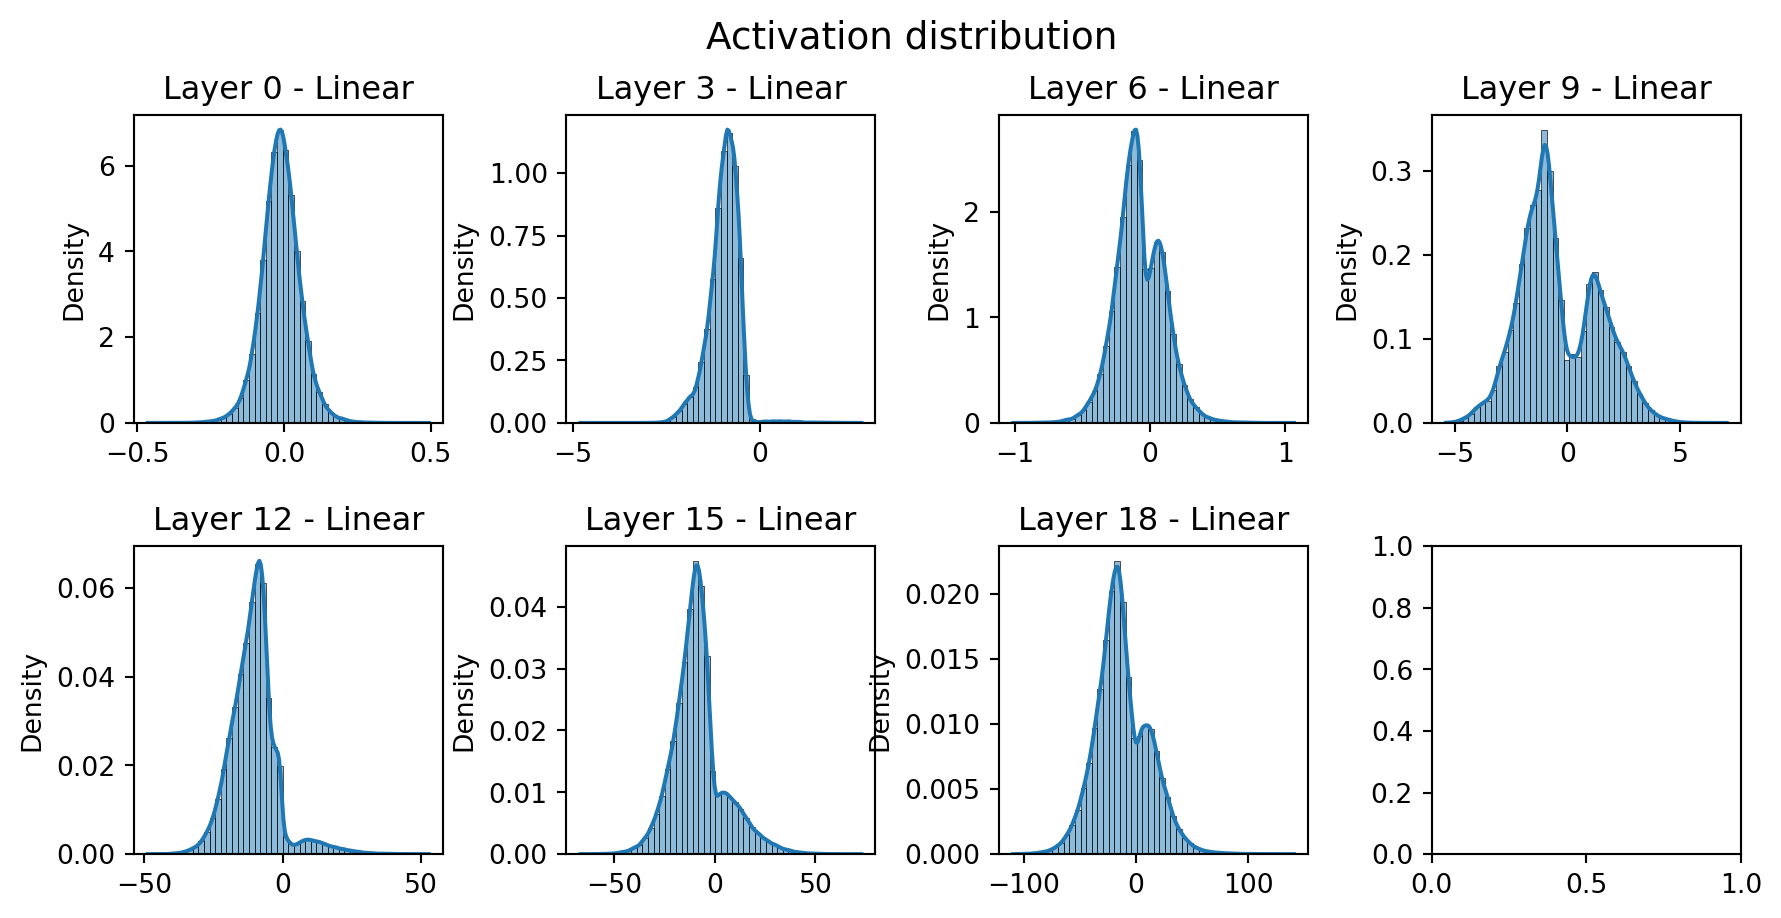 Activation distribution
Layer 0 - Linear
Density
6
4
2
0
−0.5 0.0 0.5
Layer 3 - Linear
Density
1.00
0.75
0.50
0.25
0.00
−5 0
Layer 6 - Linear
Density
2
1
0
−1 0 1
Layer 9 - Linear
Density
0.3
0.2
0.1
0.0
−5 0 5
Layer 12 - Linear
Density
0.06
0.04
0.02
0.00
−50 0 50
Layer 15 - Linear
Density
0.04
0.03
0.02
0.01
0.00
−50 0 50
Layer 18 - Linear
Density
0.020
0.015
0.010
0.005
0.000
−100 0 100
1.0
0.8
0.6
0.4
0.2
0.0
0.0 0.5 1.0